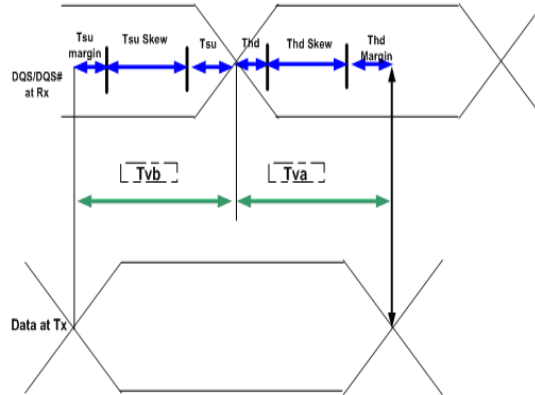 Tsu margin
Tsu Skew
Tsu
Thd
Thd Skew
Thd Margin
DQS/DQS#
at Rx
Tvb
Tva
Data at Tx